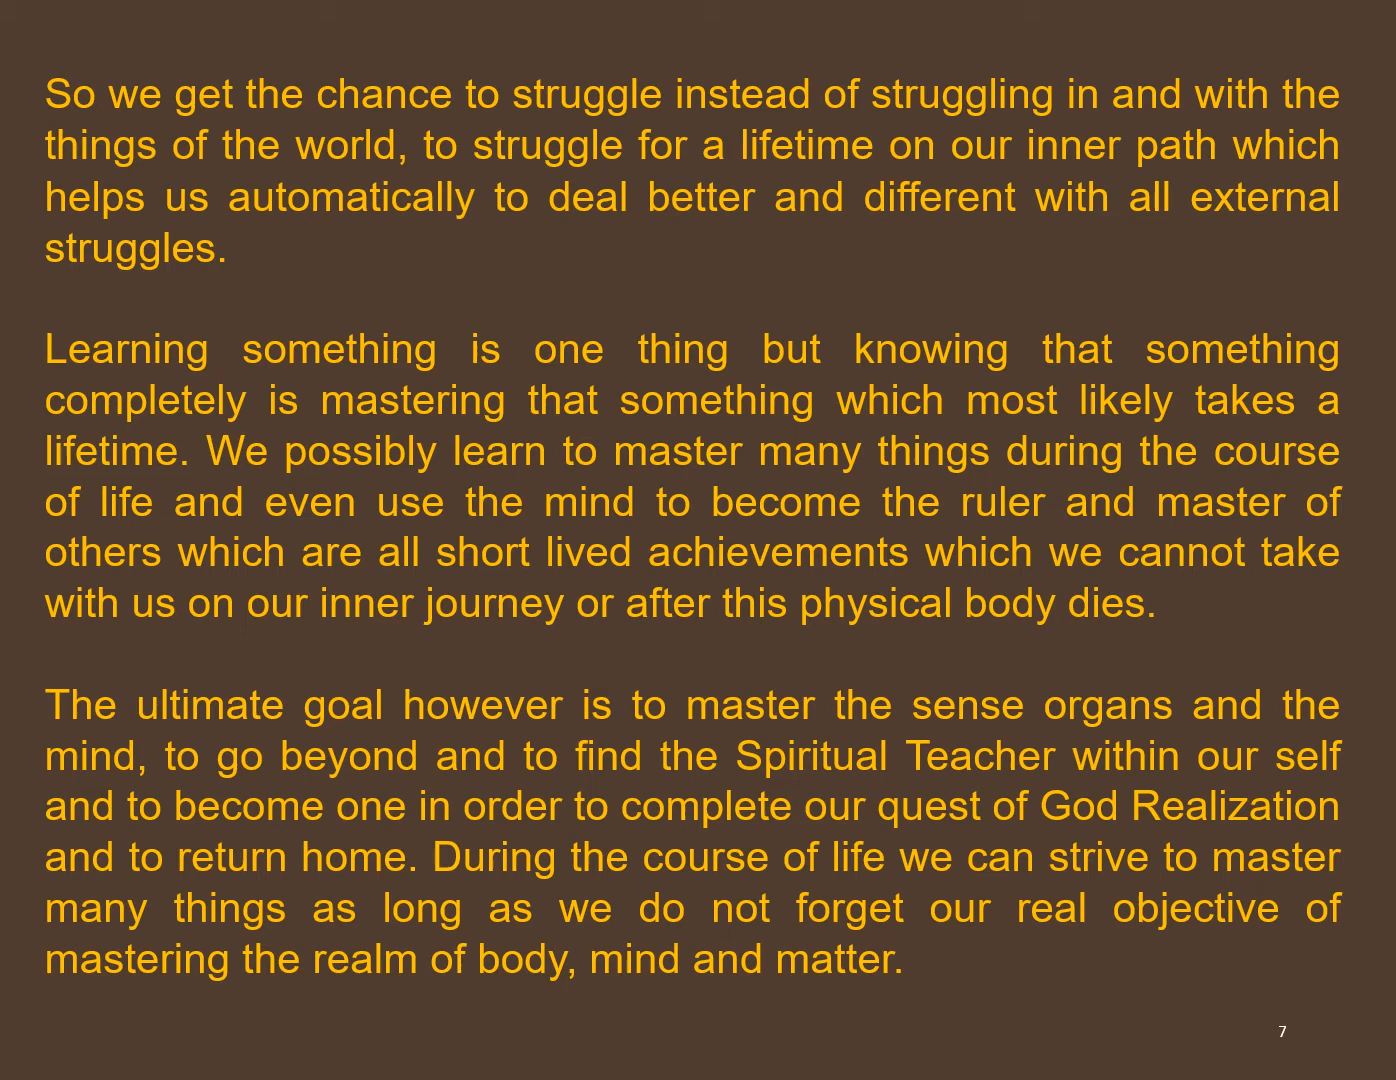 So we get the chance to struggle instead of struggling in and with the
things of the world, to struggle for a lifetime on our inner path which
helps us automatically to deal better and different with all external
struggles.
Learning something is one thing but knowing that something
completely is mastering that something which most likely takes a
lifetime. We possibly learn to master many things during the course
of life and even use the mind to become the ruler and master of
others which are all short lived achievements which we cannot take
with us on our inner journey or after this physical body dies.
The ultimate goal however is to master the sense organs and the
mind, to go beyond and to find the Spiritual Teacher within our self
and to become one in order to complete our quest of God Realization
and to return home. During the course of life we can strive to master
many things as long as we do not forget our real objective of
mastering the realm of body, mind and matter.
7